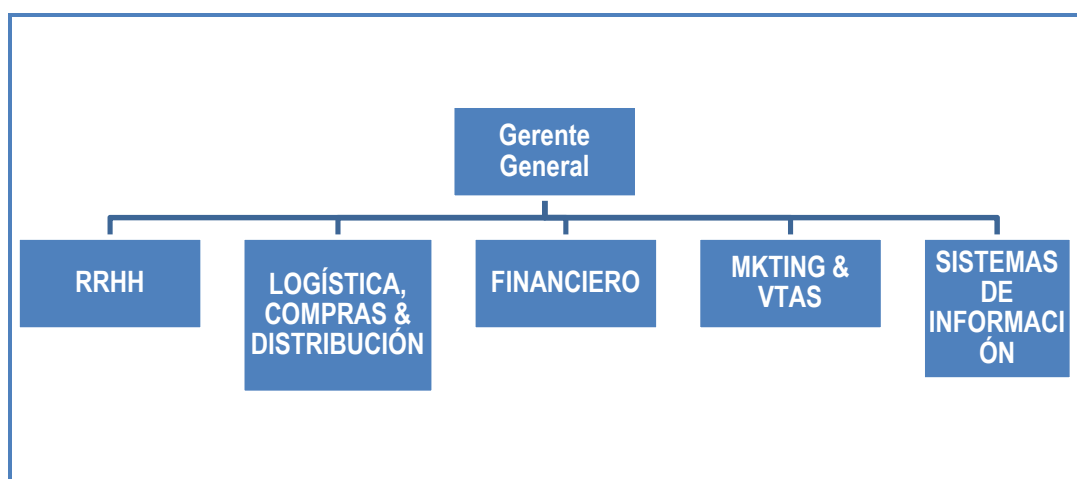 Gerente
General
RRHH
LOGÍSTICA,
COMPRAS &
DISTRIBUCIÓN
FINANCIERO
MKTING &
VTAS
SISTEMAS
DE
INFORMACI
ÓN